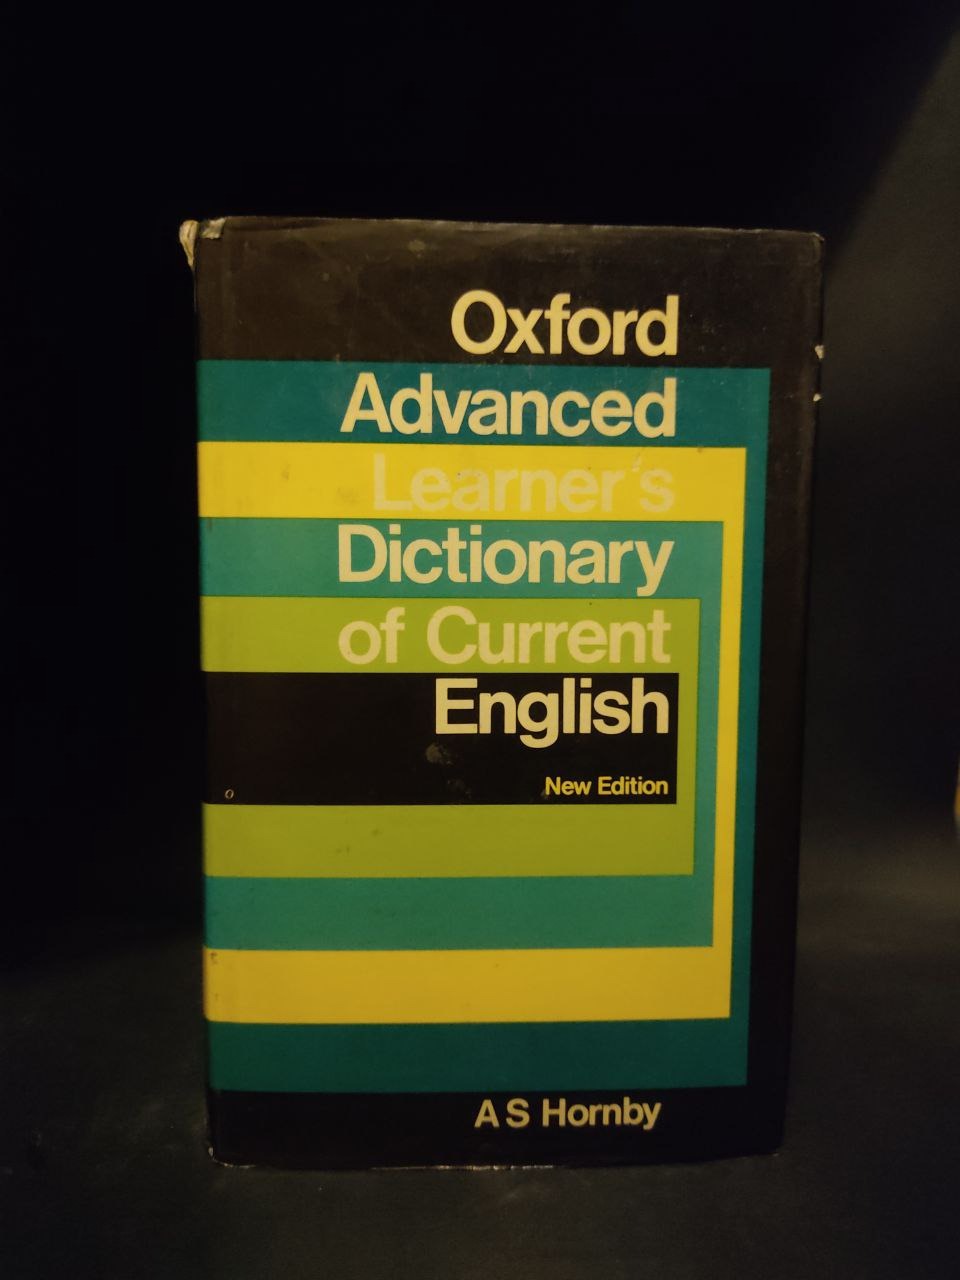 Oxford
Advanced
Learner's
Dictionary
of Current
English
New Edition
A S Hornby